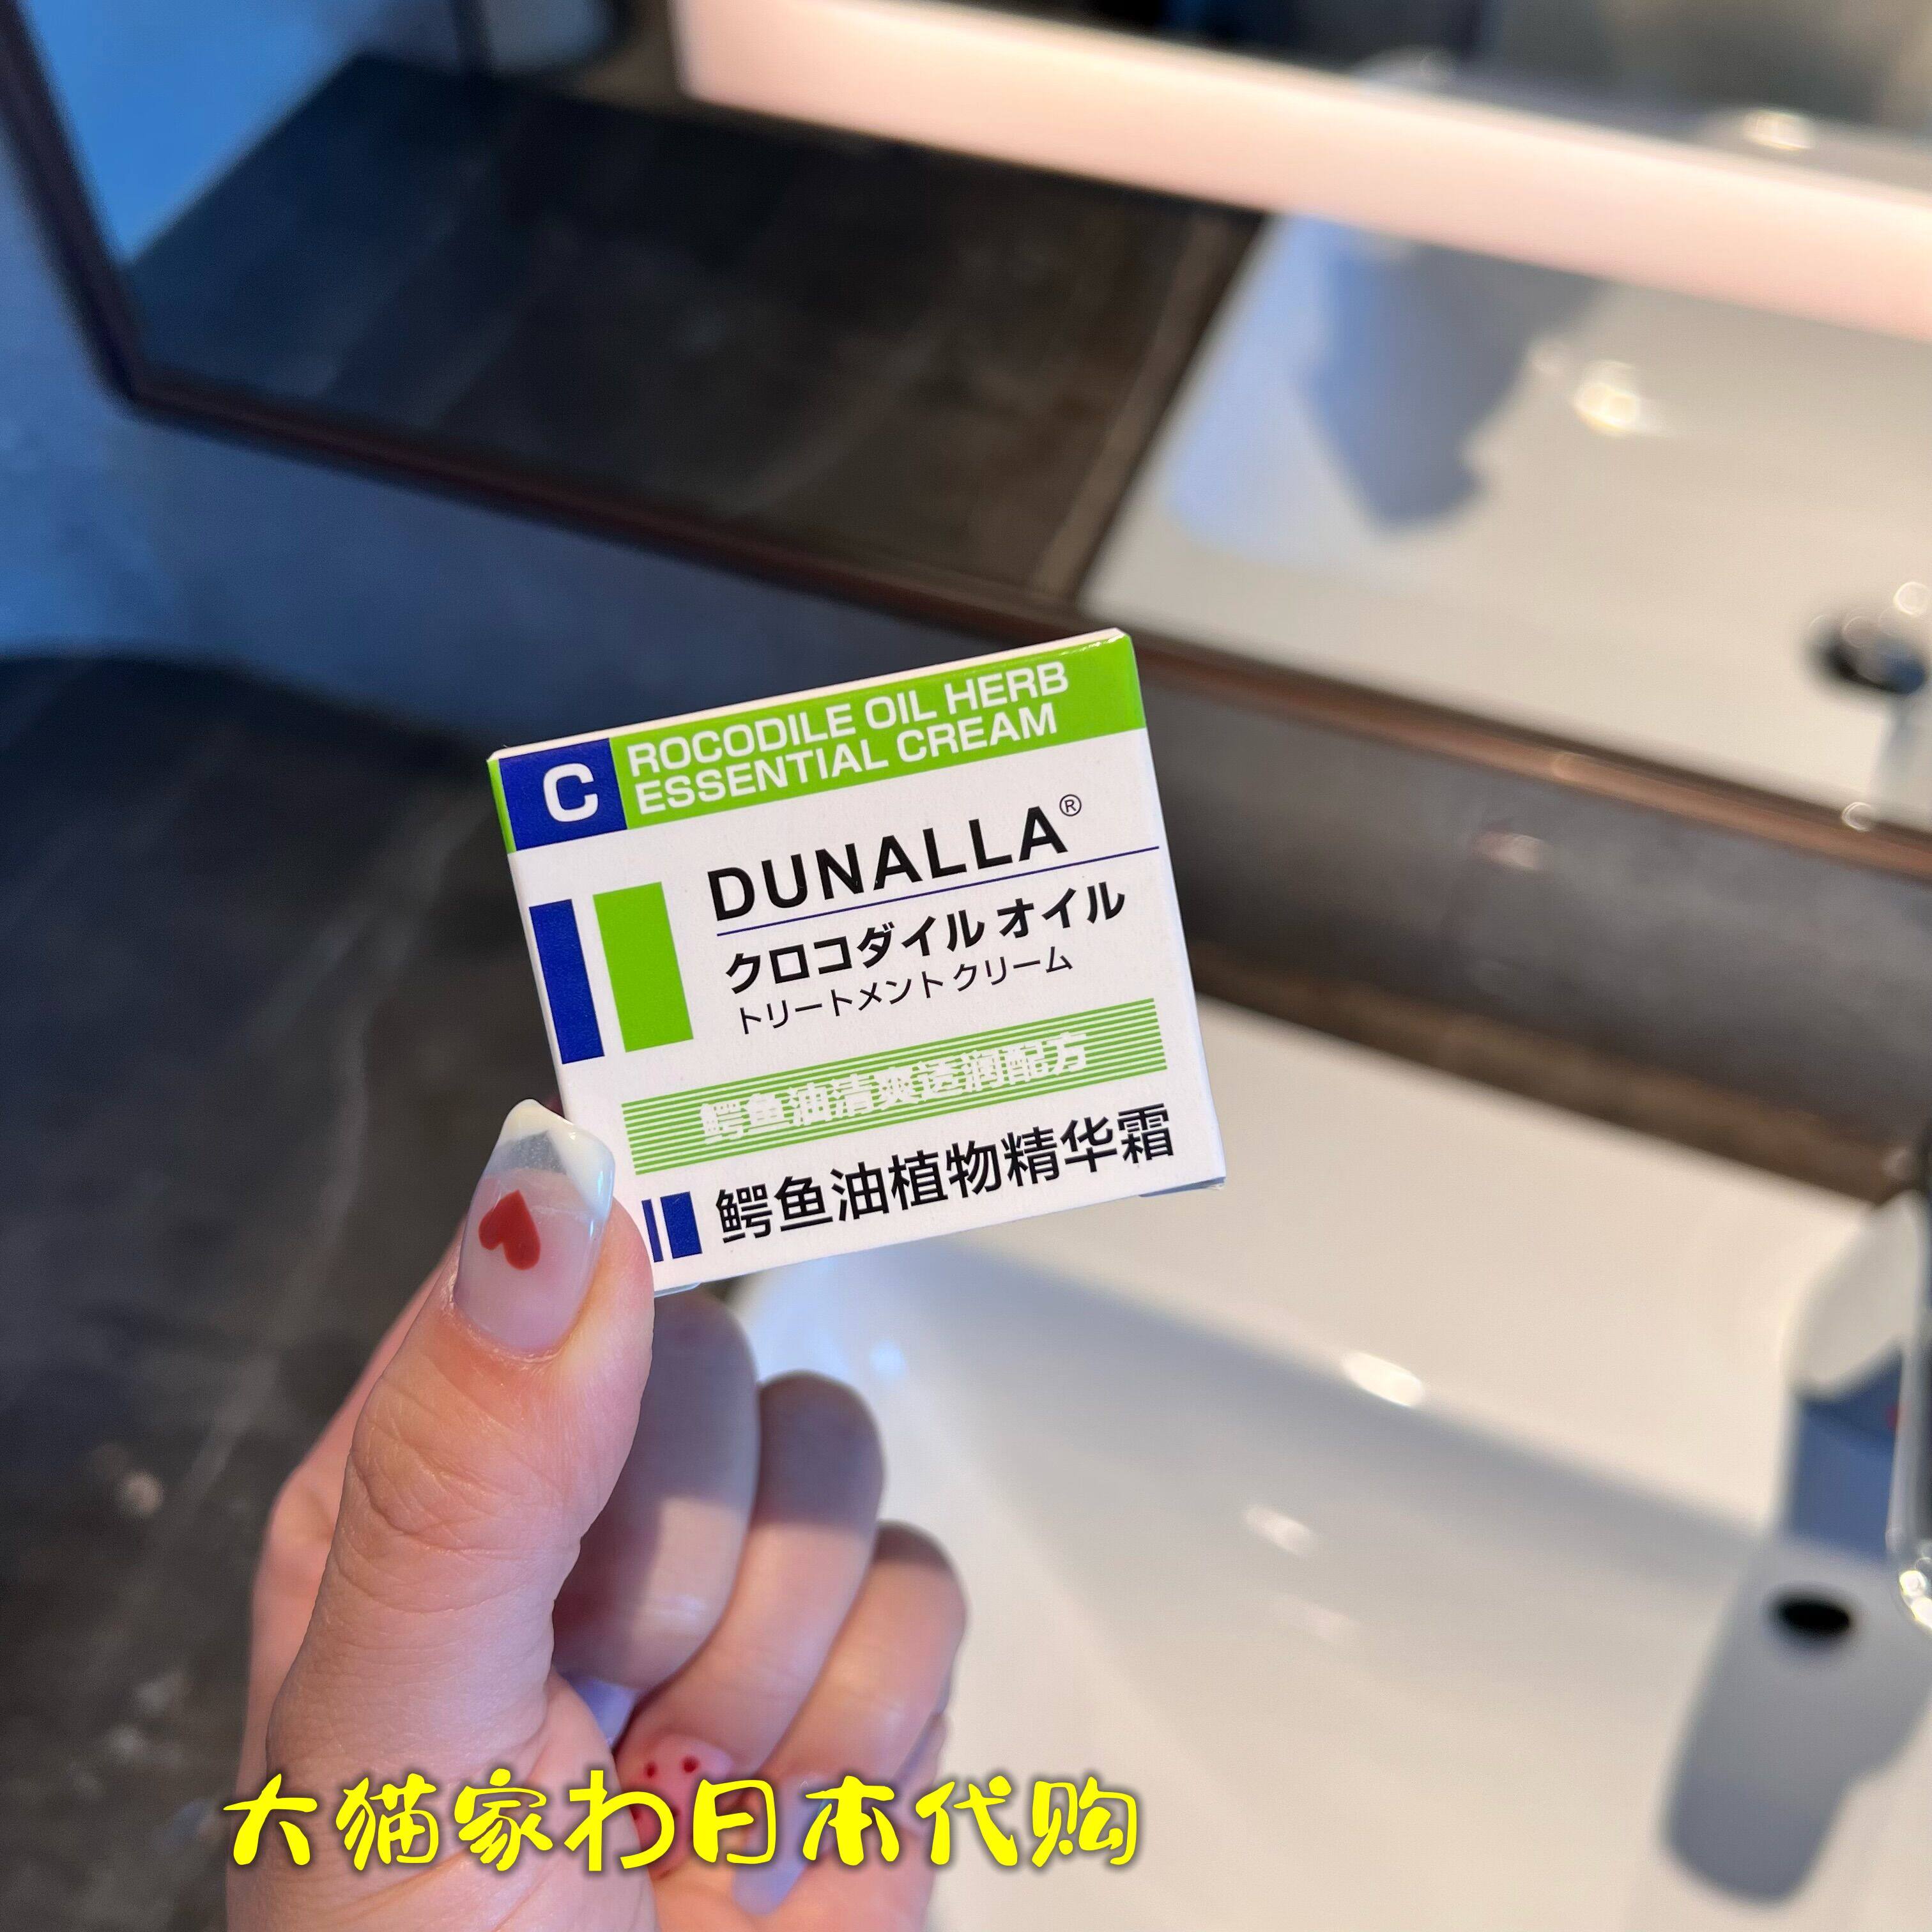 C ROCODILE OIL HERB
ESSENTIAL CREAM
DUNALLA®
クロコダイル オイル
トリートメント クリーム
鳄鱼油清爽透润配方
鳄鱼油植物精华霜
大猫家わ日本代购